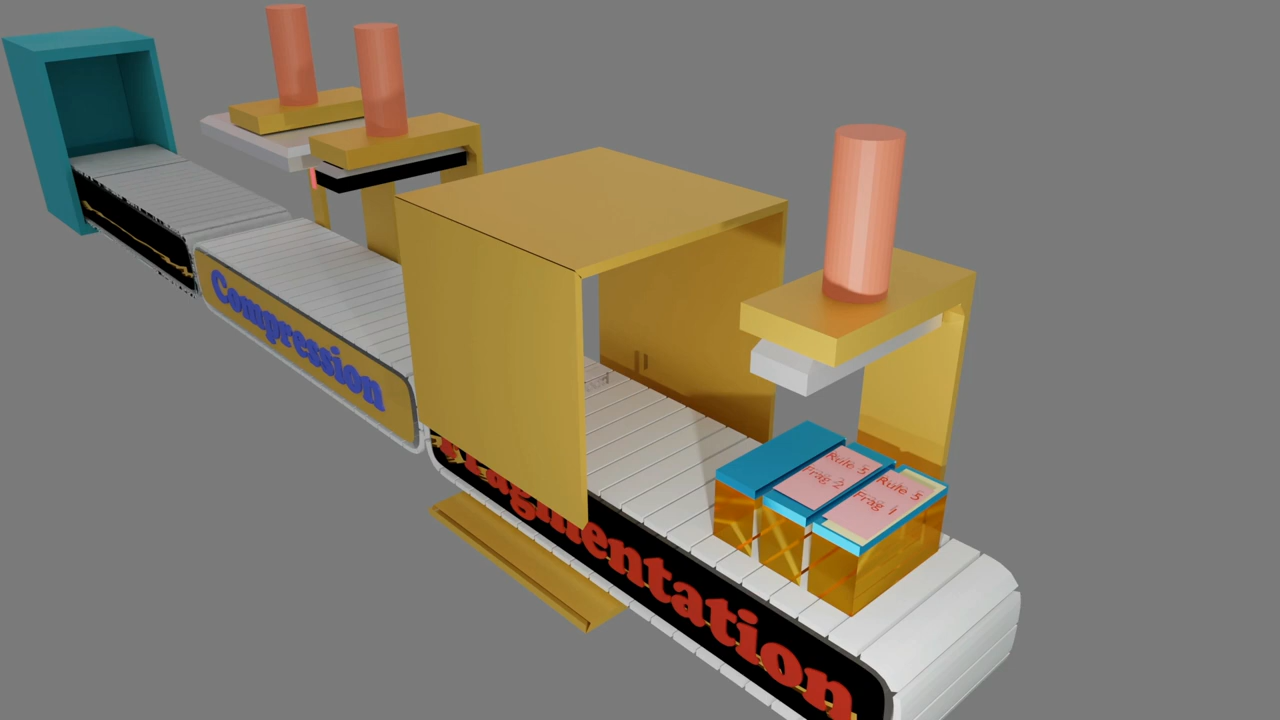 Compression
Fragmentation
Rule 5
Frag 2
Rule 5
Frag 1